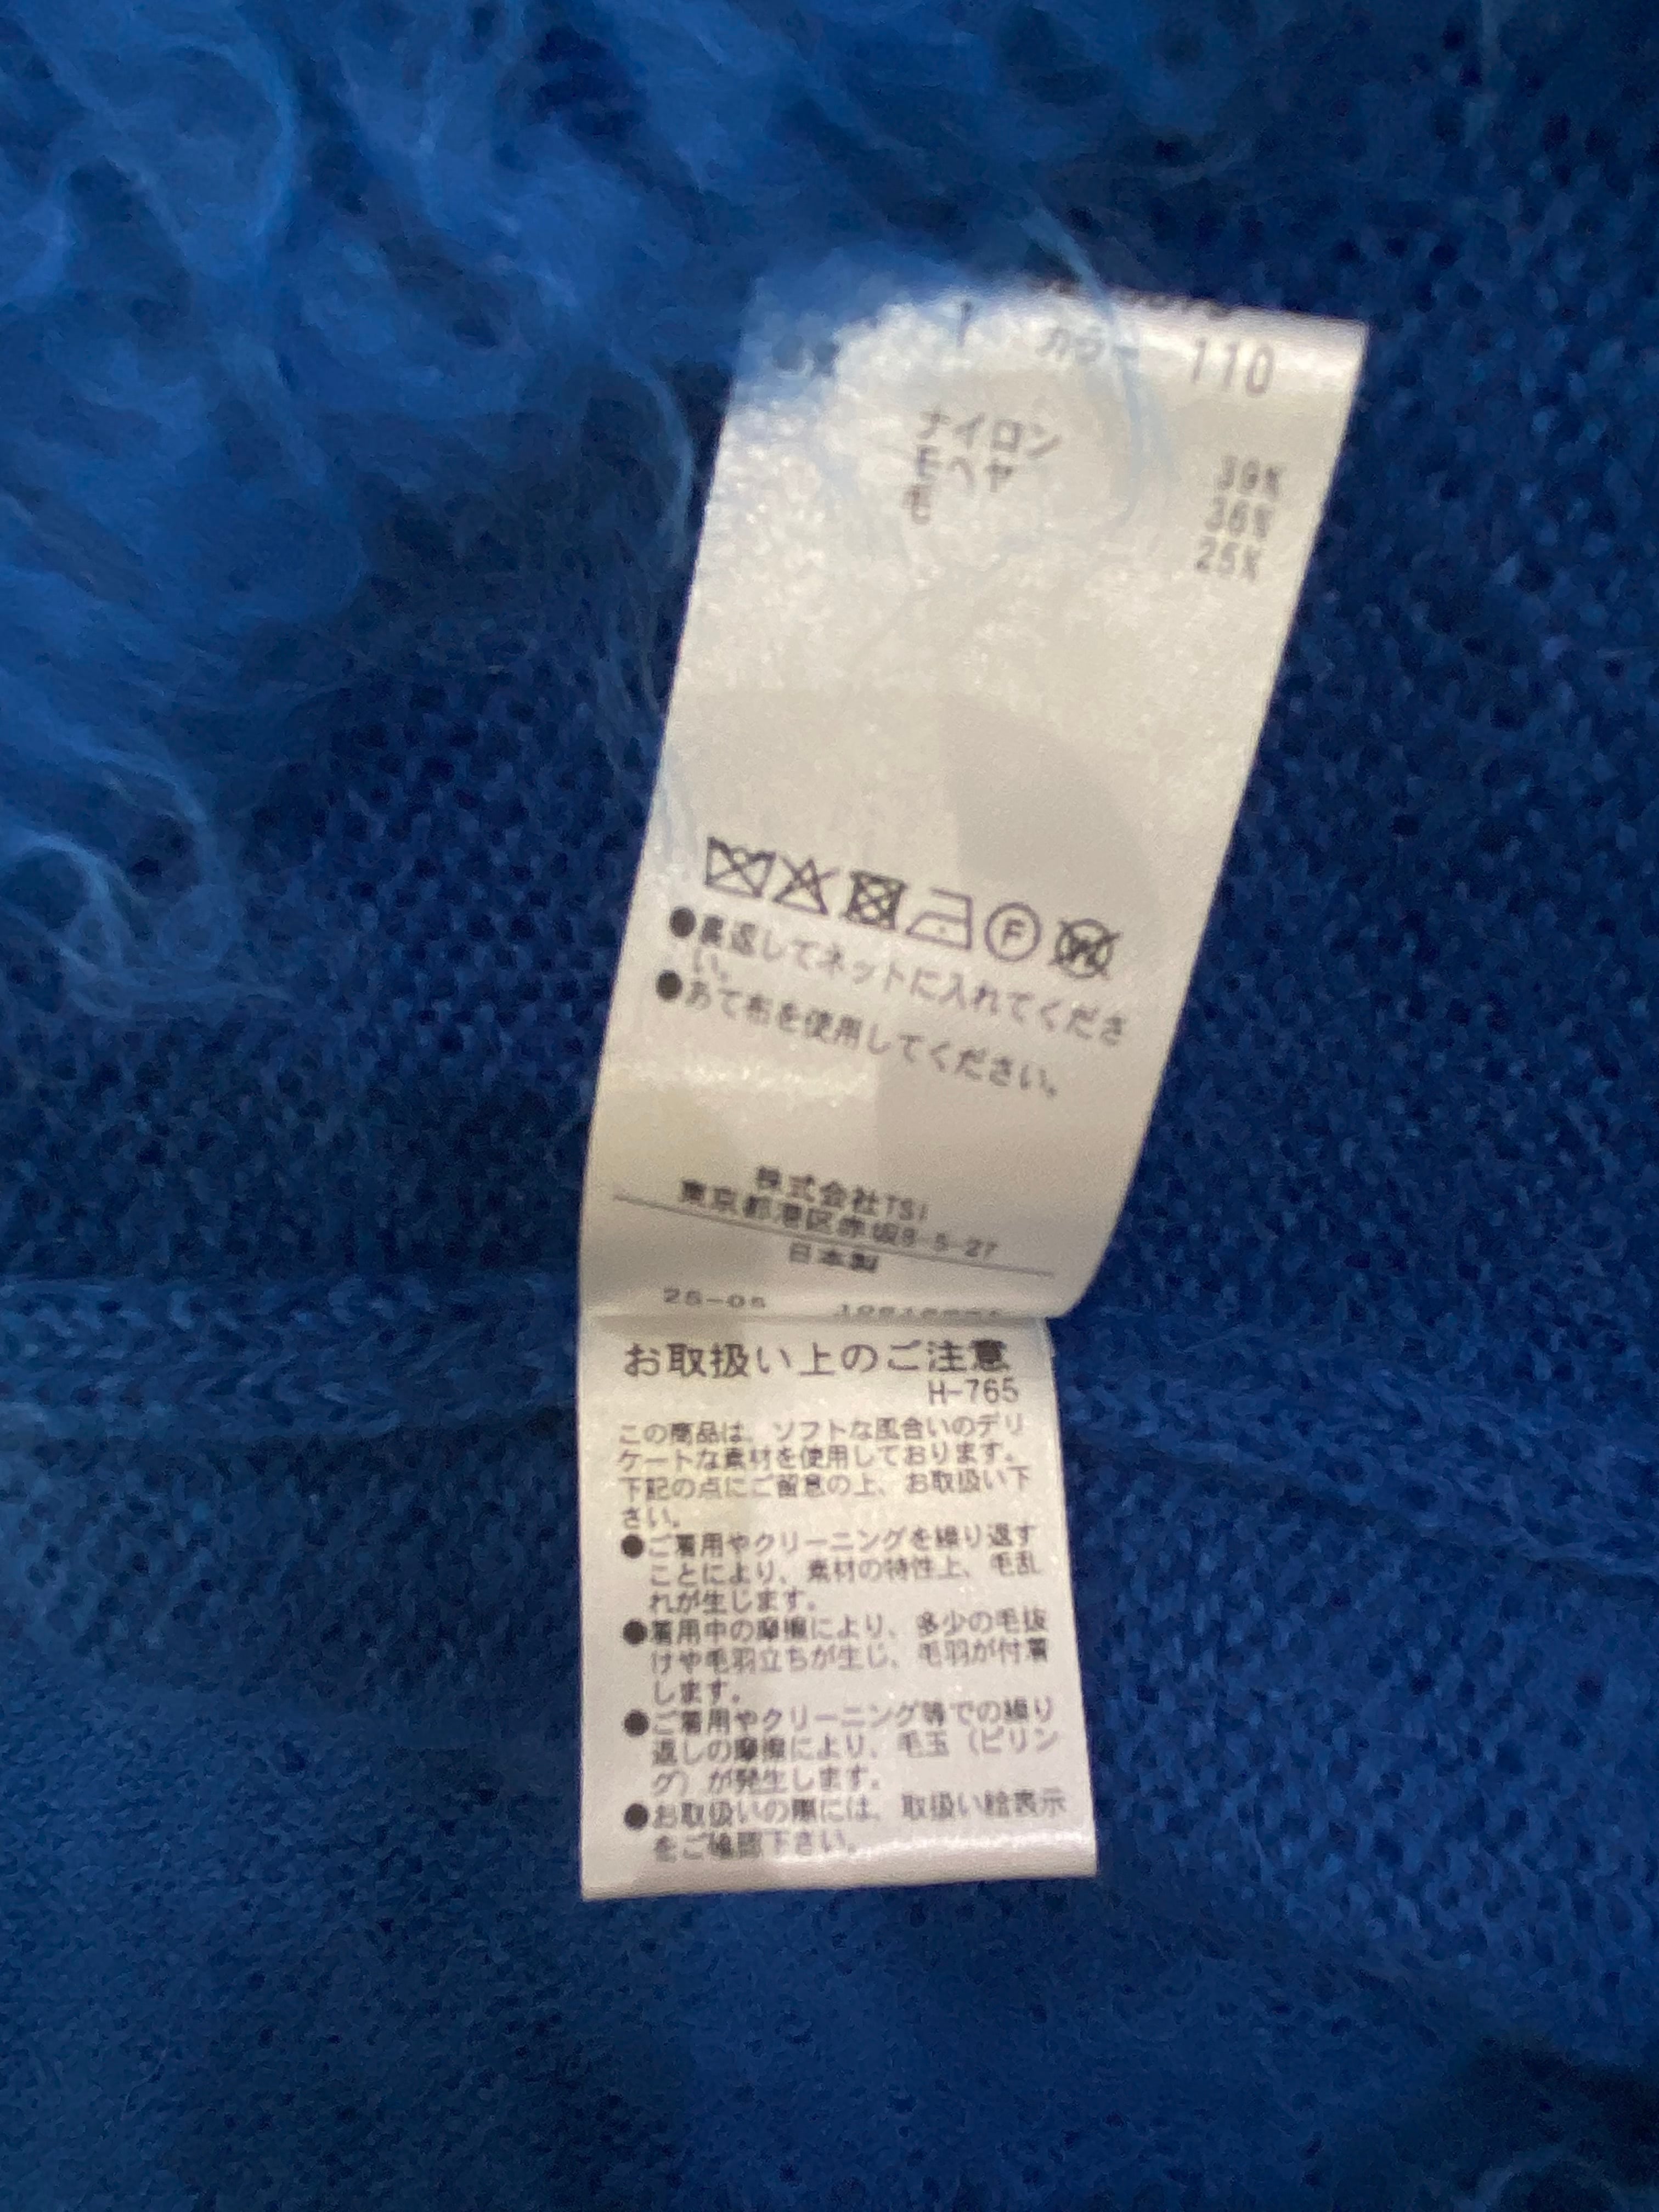 カラー 110
ナイロン 39%
モヘヤ 36%
毛 25%
F
W
●裏返してネットに入れてくださ
い。
●あて布を使用してください。
株式会社TSI
東京都港区赤坂8-5-27
日本製
25-05
お取扱い上のご注意
H-765
この商品は、ソフトな風合いのデリ
ケートな素材を使用しております。
下記の点にご留意の上、お取扱い下
さい。
●ご着用やクリーニングを繰り返す
ことにより、素材の特性上、毛乱
れが生じます。
●着用中の摩擦により、多少の毛抜
けや毛羽立ちが生じ、毛羽が付着
します。
●ご着用やクリーニング等での繰り
返しの摩擦により、毛玉（ピリン
グ）が発生します。
●お取扱いの際には、取扱い絵表示
をご確認下さい。